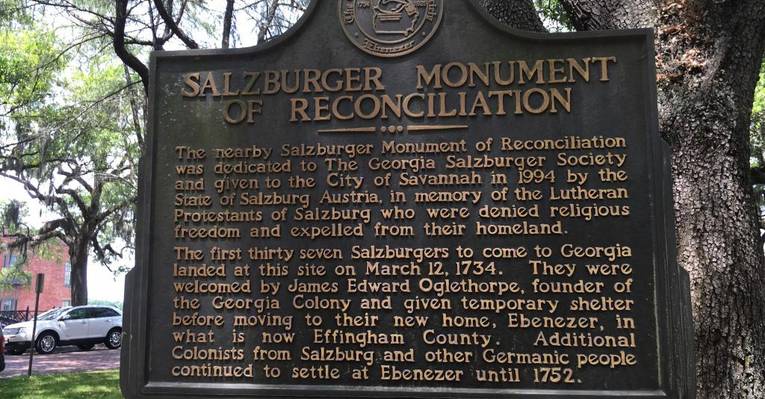 Ebenezer
SALZBURGER MONUMENT
OF RECONCILIATION
The nearby Salzburger Monument of Reconciliation
was dedicated to The Georgia Salzburger Society
and given to the City of Savannah in 1994 by the
State of Salzburg Austria, in memory of the Lutheran
Protestants of Salzburg who were denied religious
freedom and expelled from their homeland.
The first thirty seven Salzburgers to come to Georgia
landed at this site on March 12, 1734. They were
welcomed by James Edward Oglethorpe, founder of
the Georgia Colony and given temporary shelter
before moving to their new home, Ebenezer, in
what is now Effingham County. Additional
Colonists from Salzburg and other Germanic people
continued to settle at Ebenezer until 1752.